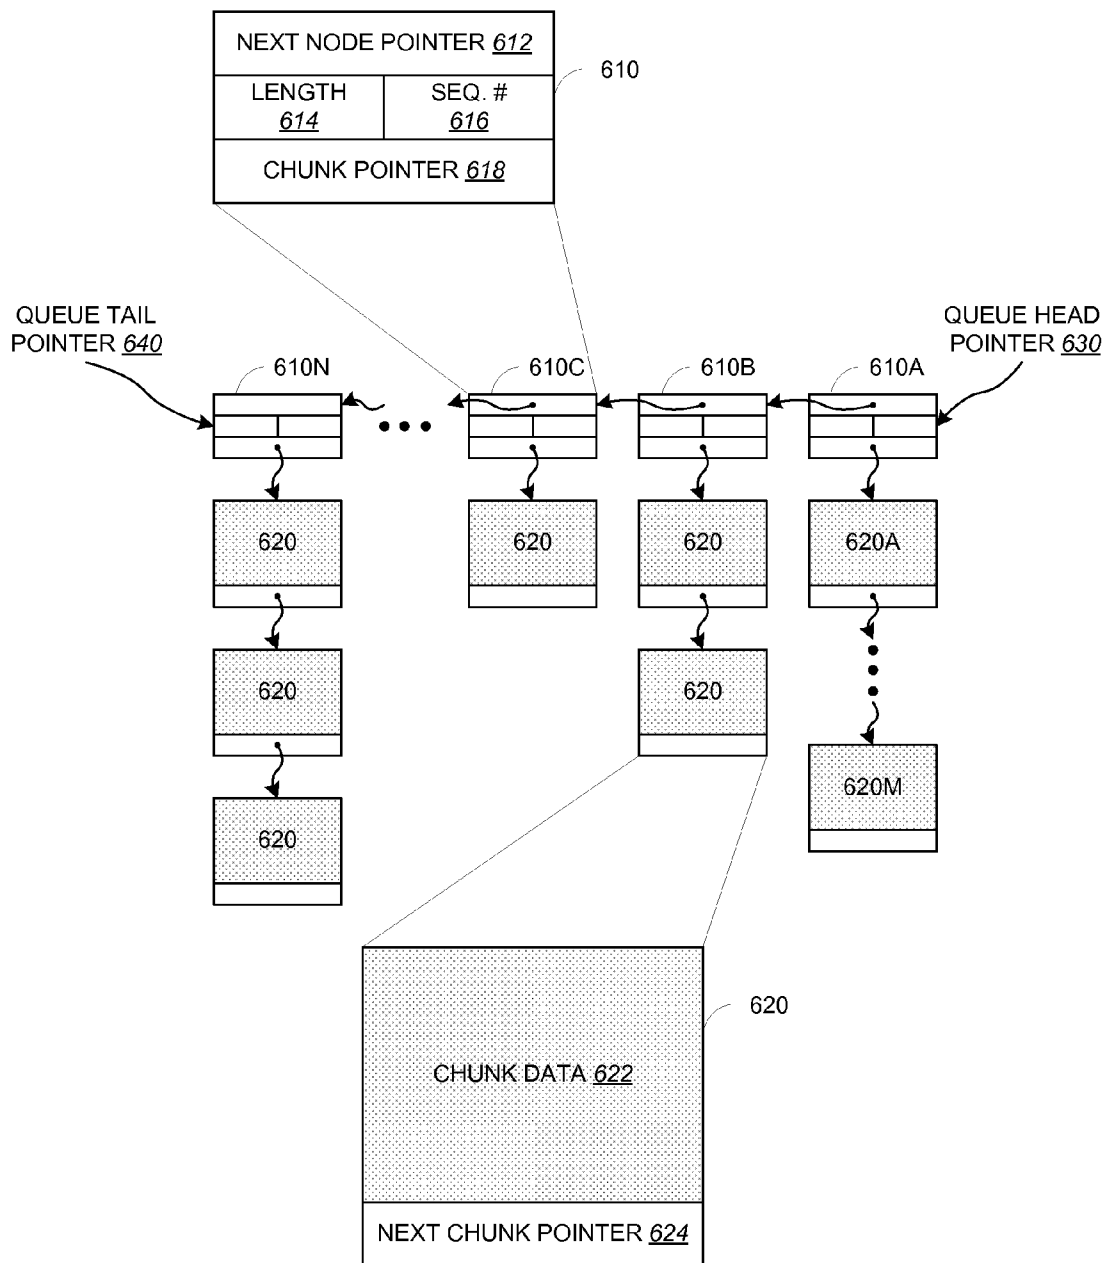 NEXT NODE POINTER 612
610
LENGTH
614
SEQ. #
616
CHUNK POINTER 618
QUEUE TAIL
POINTER 640
QUEUE HEAD
POINTER 630
610N
610C
610B
610A
620
620
620
620A
620
620
620M
620
620
CHUNK DATA 622
NEXT CHUNK POINTER 624